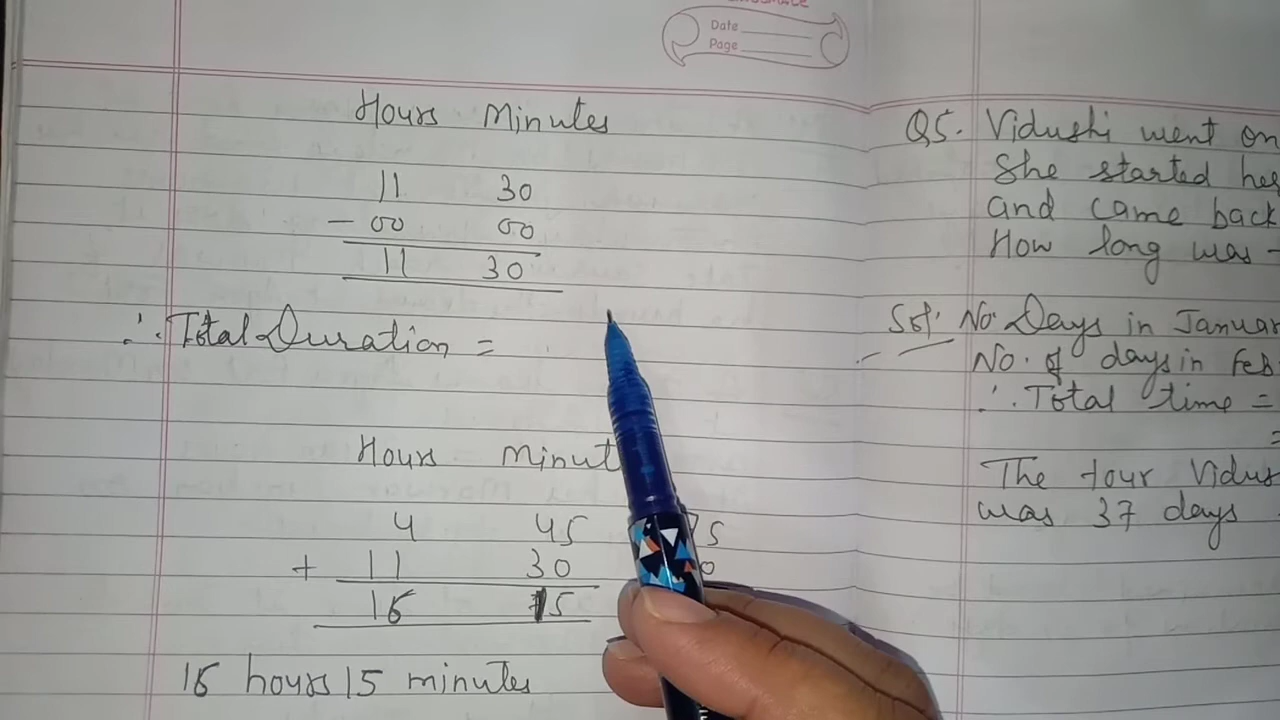 Date
Page
Hours Minutes
11 30
- 00 00
11 30
∴ Total Duration =
Hours Minut
4 45 75
+ 11 30 0
16 15
16 hours 15 minutes
Q5. Vidushi went on
She started her
and came back
How long was
Sol. No. Days in Januar
No. of days in Feb
∴ Total time =
=
The tour Vidus
was 37 days